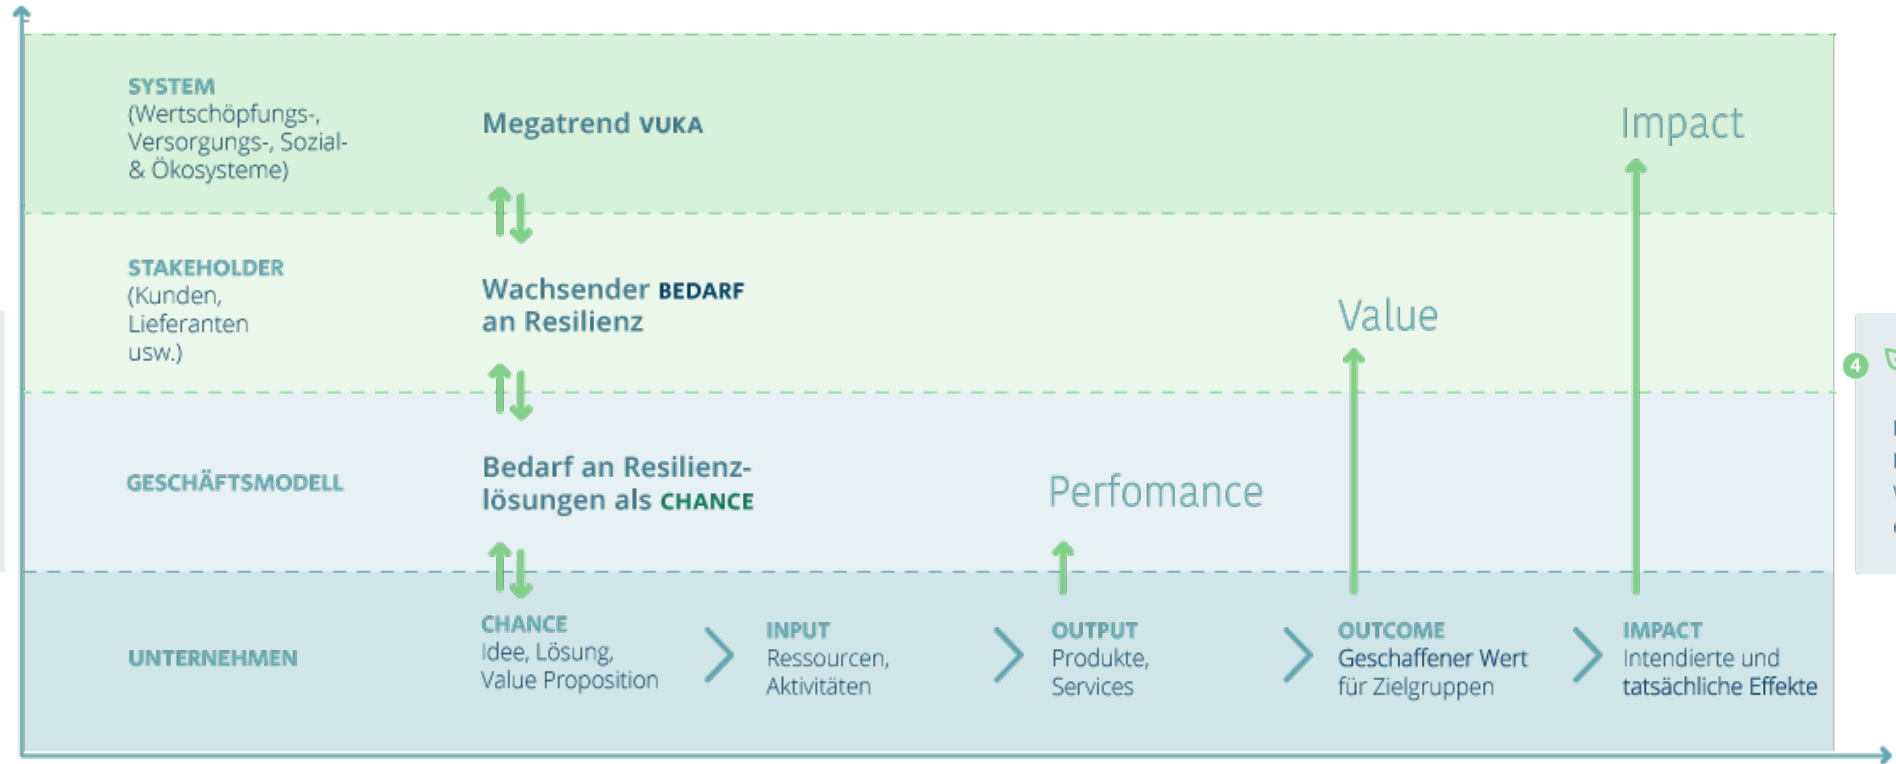 SYSTEM
(Wertschöpfungs-,
Versorgungs-, Sozial-
& Ökosysteme)
Megatrend VUKA
Impact
STAKEHOLDER
(Kunden,
Lieferanten
usw.)
Wachsender BEDARF
an Resilienz
Value
4
GESCHÄFTSMODELL
Bedarf an Resilienz-
lösungen als CHANCE
Perfomance
UNTERNEHMEN
CHANCE
Idee, Lösung,
Value Proposition
INPUT
Ressourcen,
Aktivitäten
OUTPUT
Produkte,
Services
OUTCOME
Geschaffener Wert
für Zielgruppen
IMPACT
Intendierte und
tatsächliche Effekte